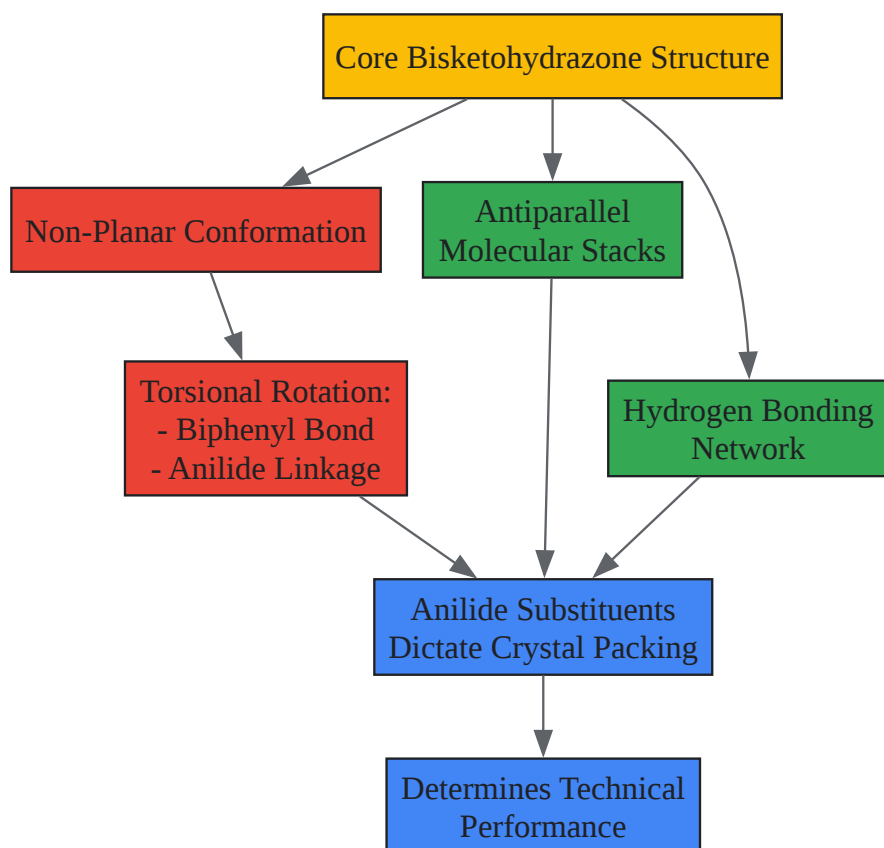 Core Bisketohydrazone Structure
Non-Planar Conformation
Antiparallel
Molecular Stacks
Torsional Rotation:
- Biphenyl Bond
- Anilide Linkage
Hydrogen Bonding
Network
Anilide Substituents
Dictate Crystal Packing
Determines Technical
Performance